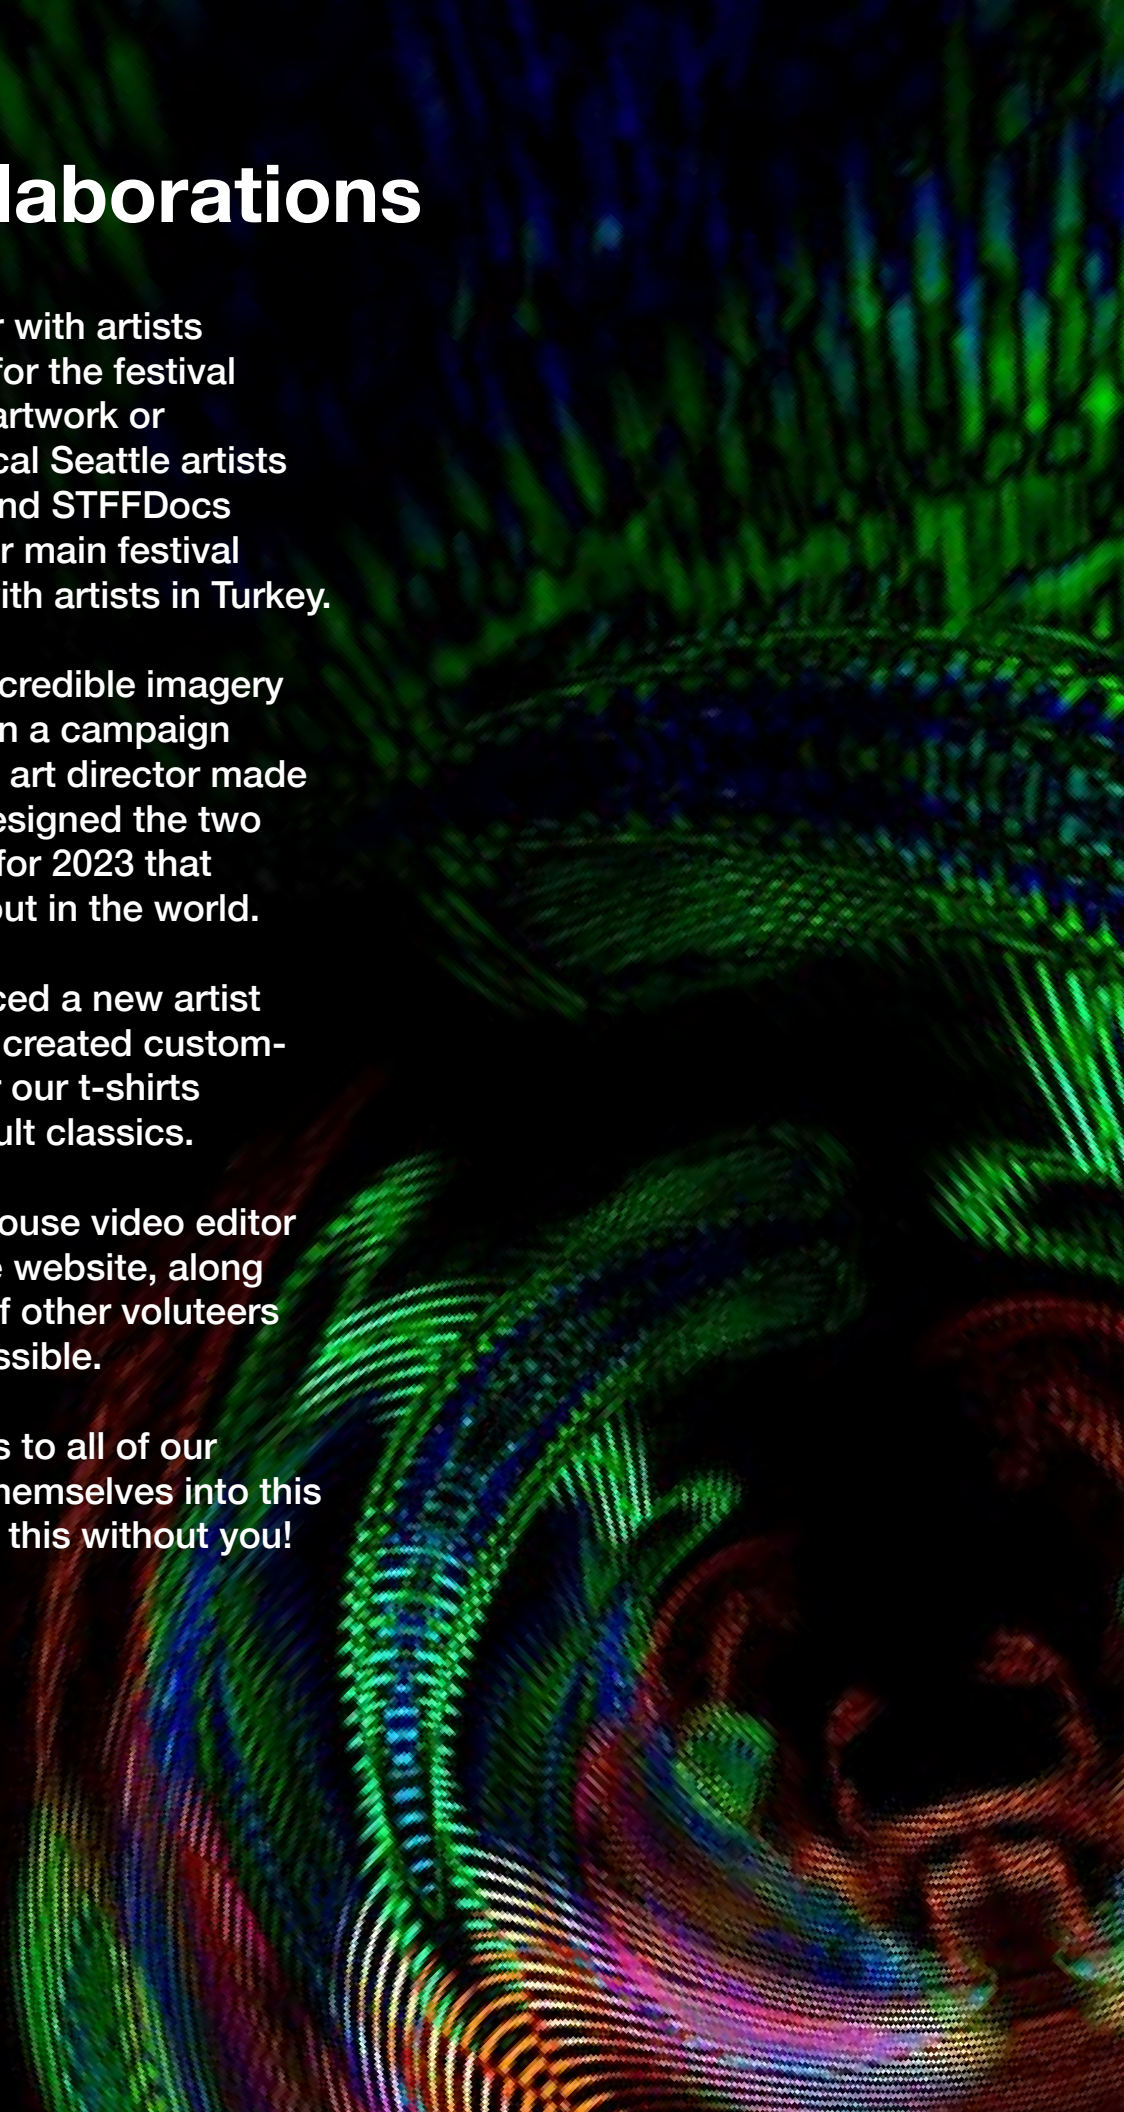 laborations
r with artists
for the festival
artwork or
cal Seattle artists
nd STFFDocs
r main festival
ith artists in Turkey.
credible imagery
n a campaign
art director made
esigned the two
for 2023 that
out in the world.
ced a new artist
created custom-
r our t-shirts
ult classics.
ouse video editor
e website, along
f other voluteers
ssible.
s to all of our
hemselves into this
this without you!